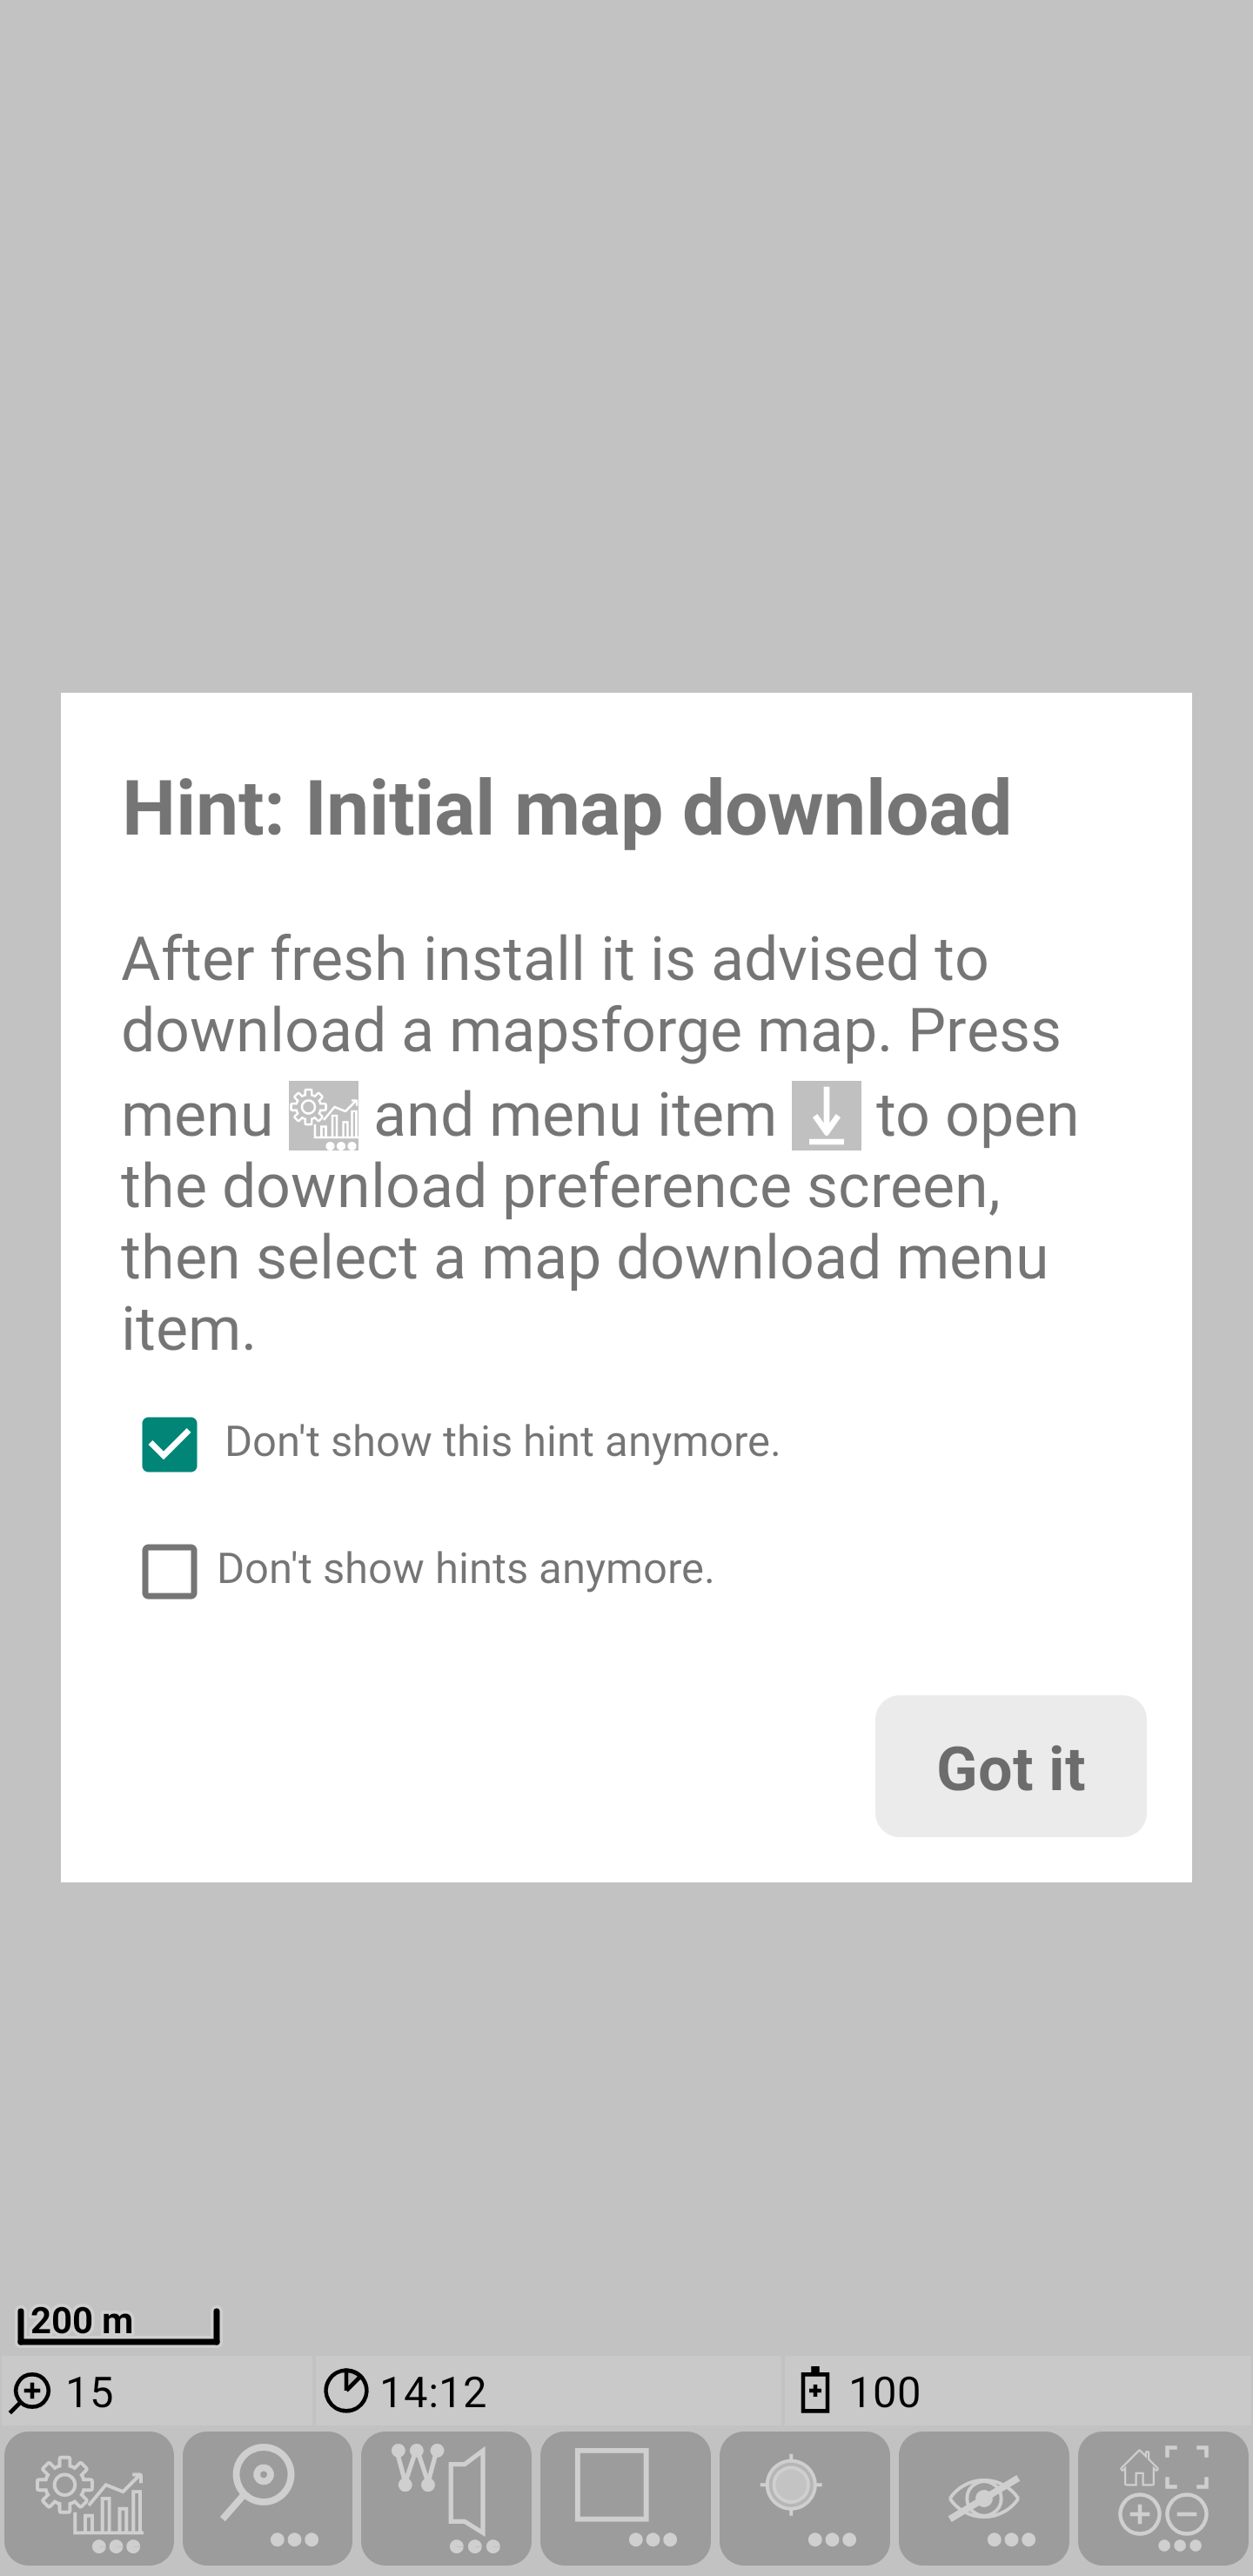 Hint: Initial map download
After fresh install it is advised to
download a mapsforge map. Press
menu and menu item to open
the download preference screen,
then select a map download menu
item.
Don't show this hint anymore.
Don't show hints anymore.
Got it
200 m
15 14:12 100